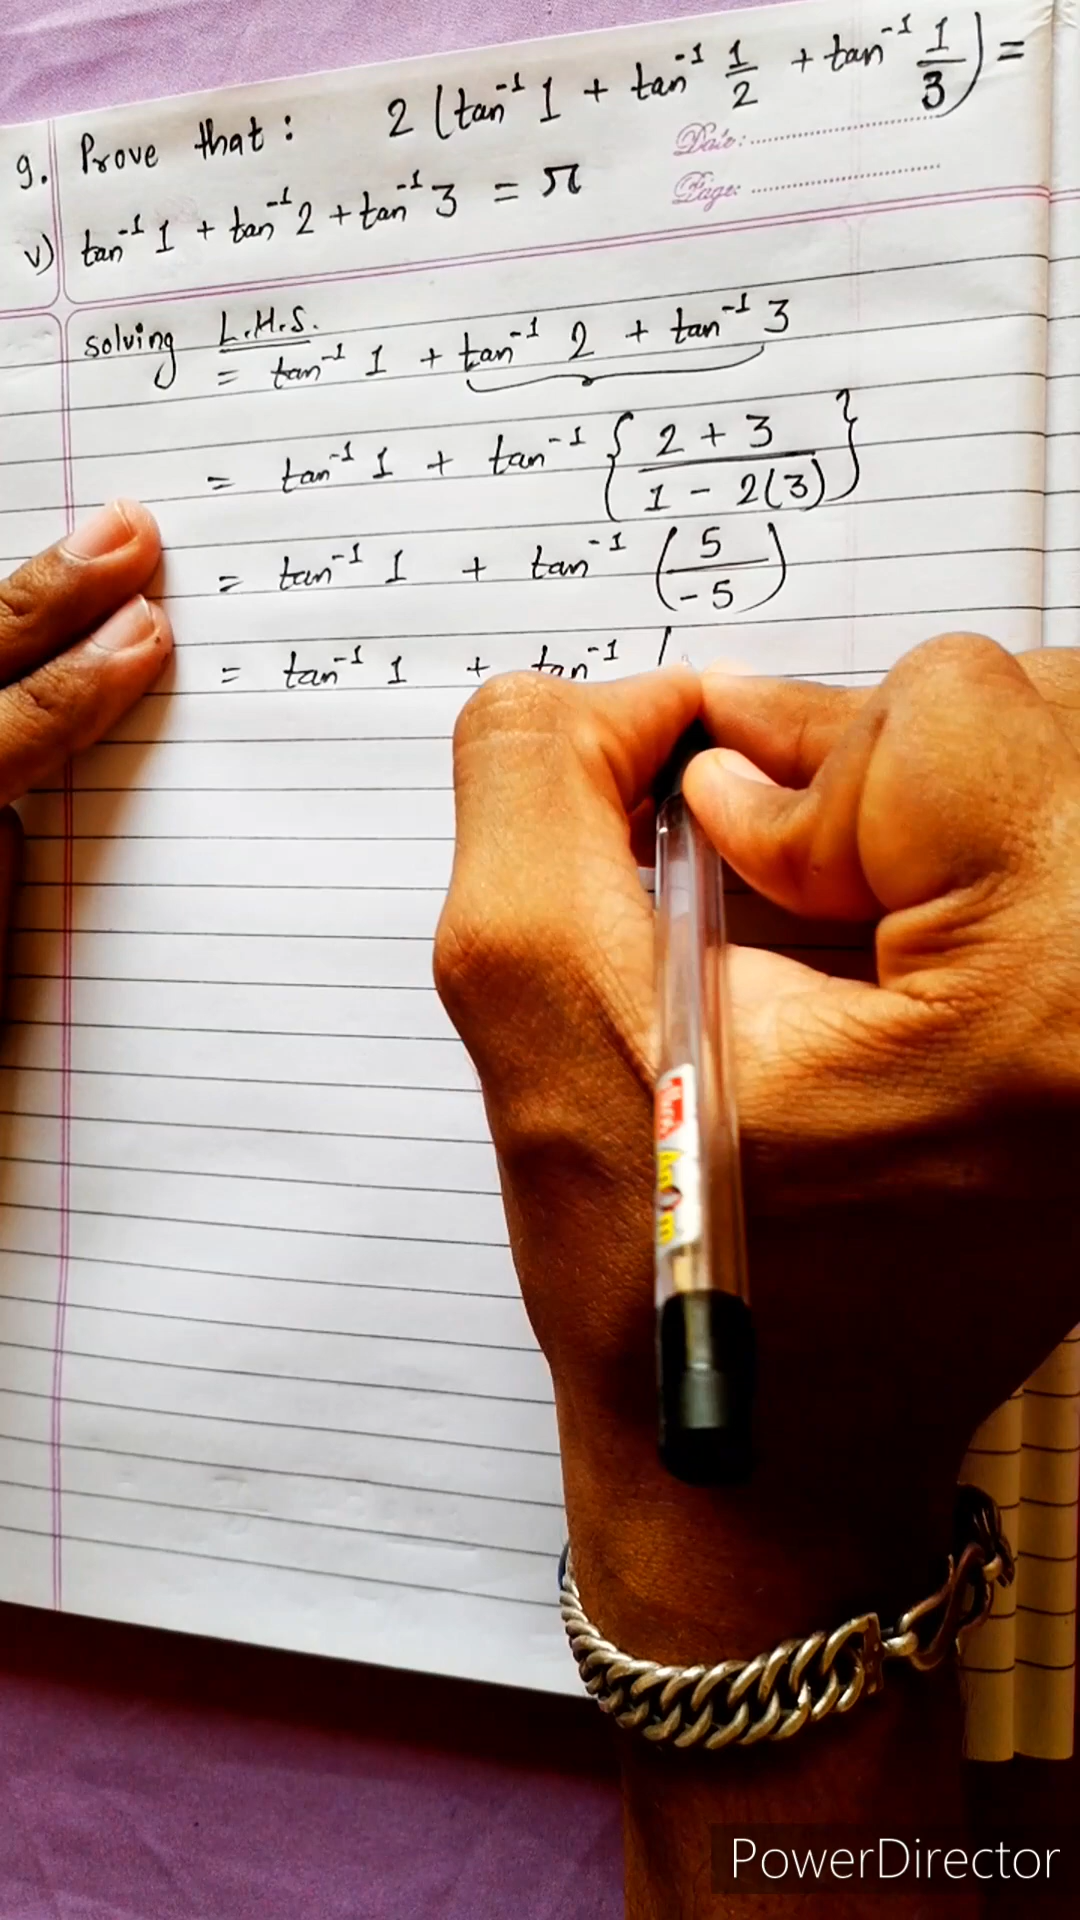 9. Prove that : 2 (tan⁻¹ 1 + tan⁻¹ 1/2 + tan⁻¹ 1/3) =
Date:
v) tan⁻¹ 1 + tan⁻¹ 2 + tan⁻¹ 3 = π
Page:
solving L.H.S.
= tan⁻¹ 1 + tan⁻¹ 2 + tan⁻¹ 3
= tan⁻¹ 1 + tan⁻¹ { 2 + 3 / 1 - 2(3) }
= tan⁻¹ 1 + tan⁻¹ ( 5 / -5 )
= tan⁻¹ 1 + tan⁻¹ (
PowerDirector